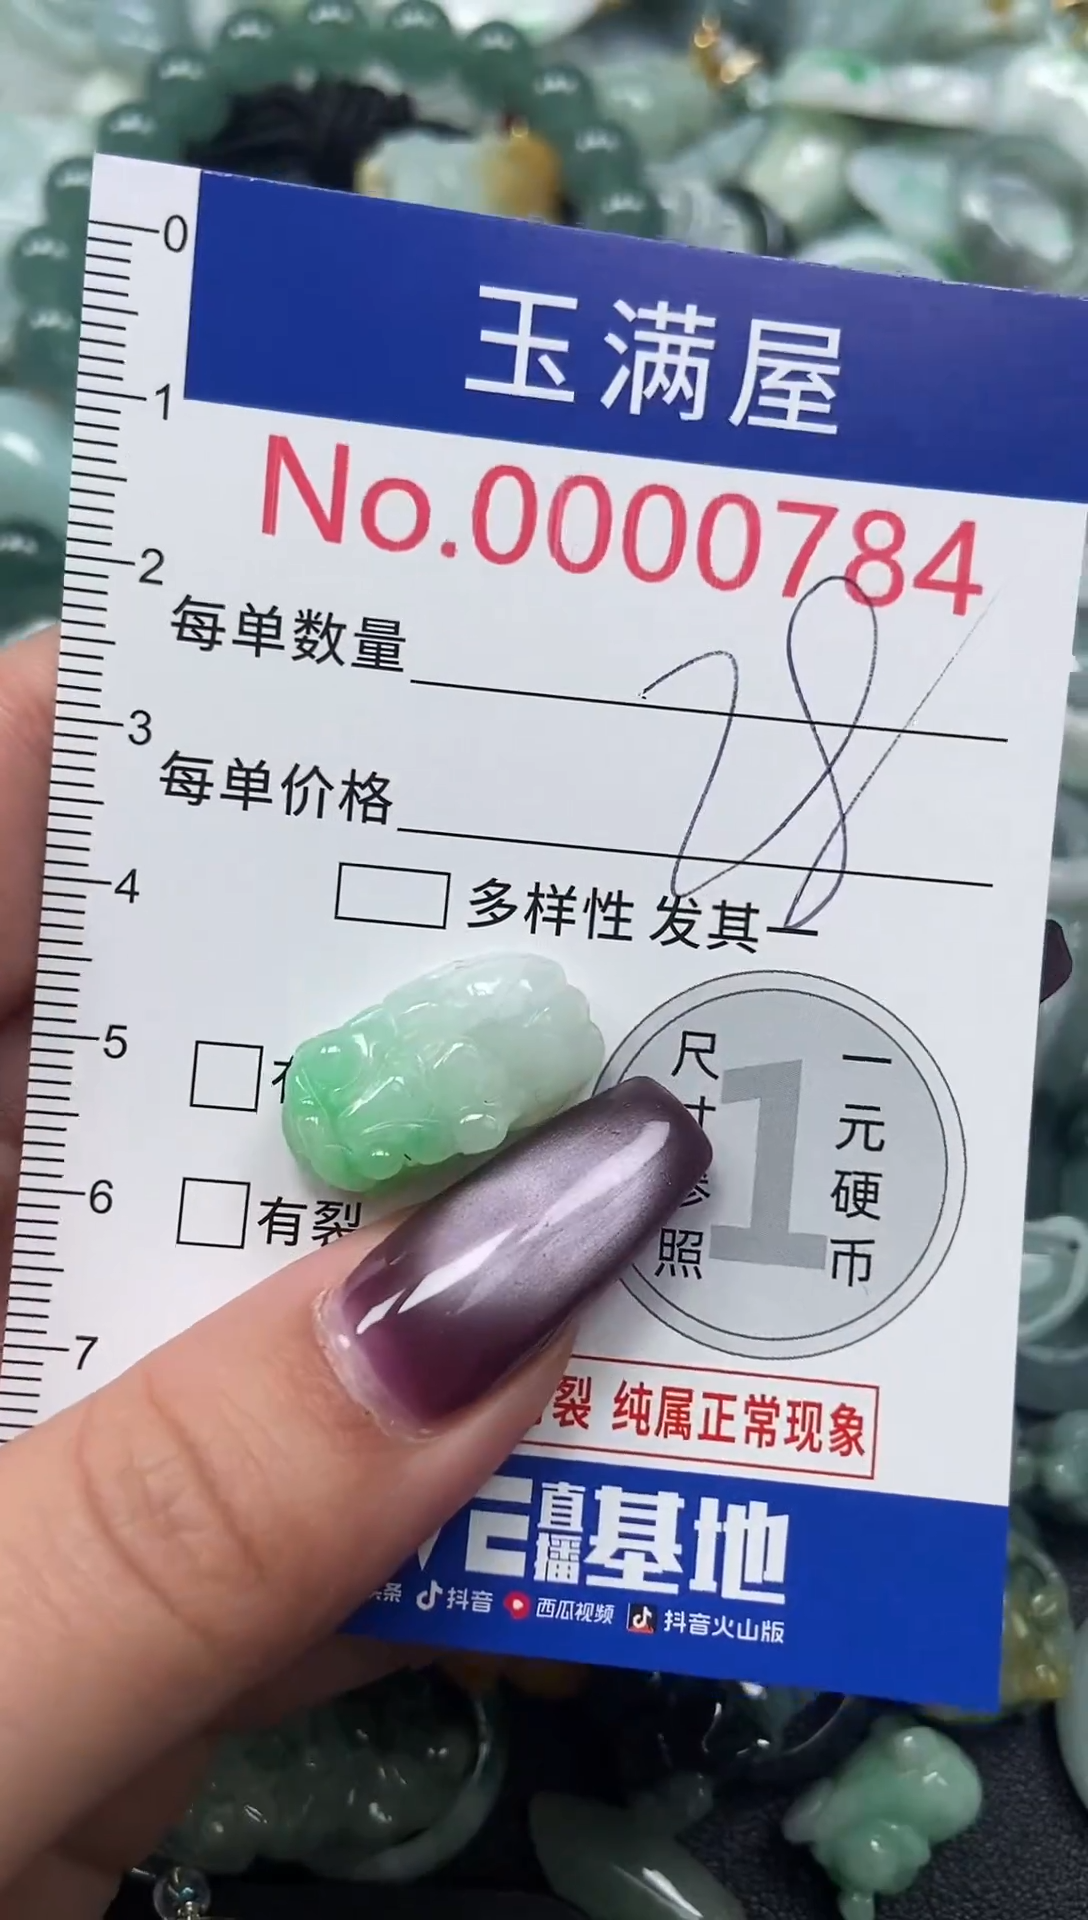 0
玉满屋
1
No.0000784
2
每单数量
28
3
每单价格
4
多样性 发其一
5
尺寸参照
1
一元硬币
6
有裂
7
裂 纯属正常现象
直播基地
头条 抖音 西瓜视频 抖音火山版